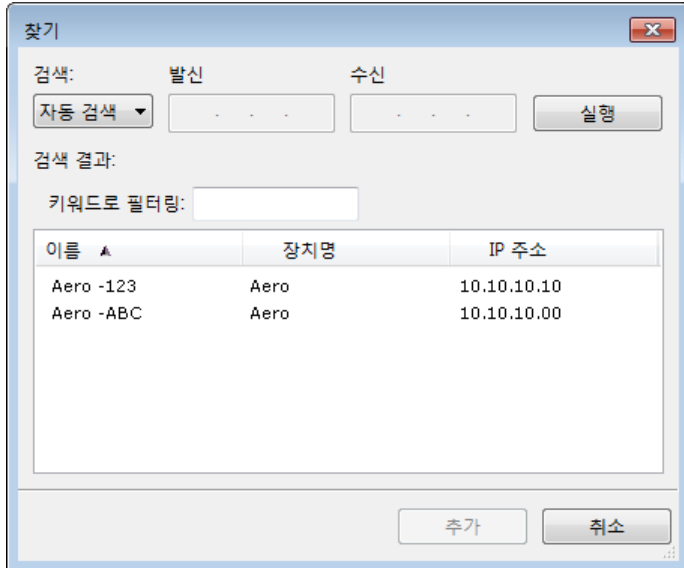 찾기
검색: 발신 수신
자동 검색 . . . . . . 실행
검색 결과:
키워드로 필터링:
이름 장치명 IP 주소
Aero -123 Aero 10.10.10.10
Aero -ABC Aero 10.10.10.00
추가 취소